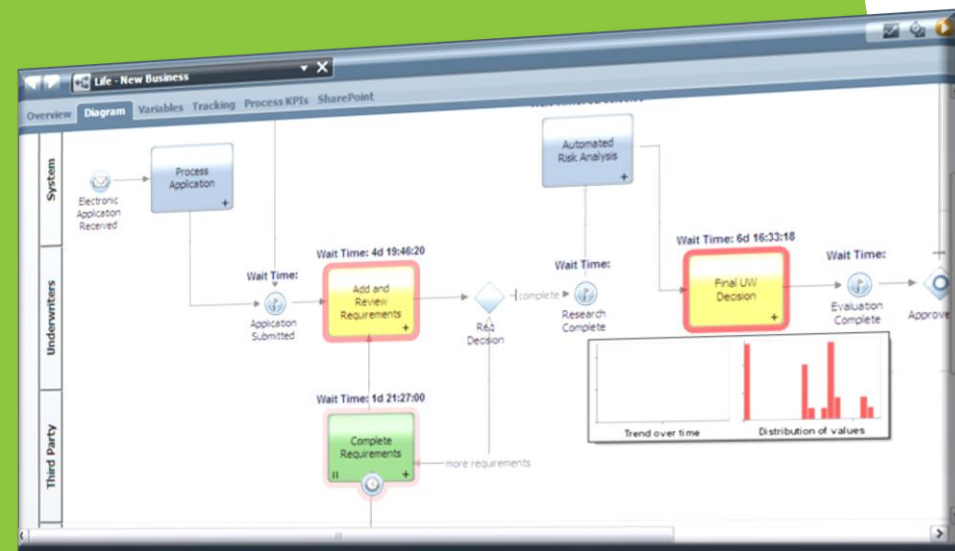 Life - New Business
Overview Diagram Variables Tracking Process KPIs SharePoint
System
Electronic
Application
Received
Process
Application
Automated
Risk Analysis
Underwriters
Wait Time:
Application
Submitted
Wait Time: 4d 19:46:20
Add and
Review
Requirements
Req
Decision
complete
Wait Time:
Research
Complete
Wait Time: 6d 16:33:18
Final UW
Decision
Wait Time:
Evaluation
Complete
Approve
Trend over time
Distribution of values
Third Party
Wait Time: 1d 21:27:00
Complete
Requirements
more requirements